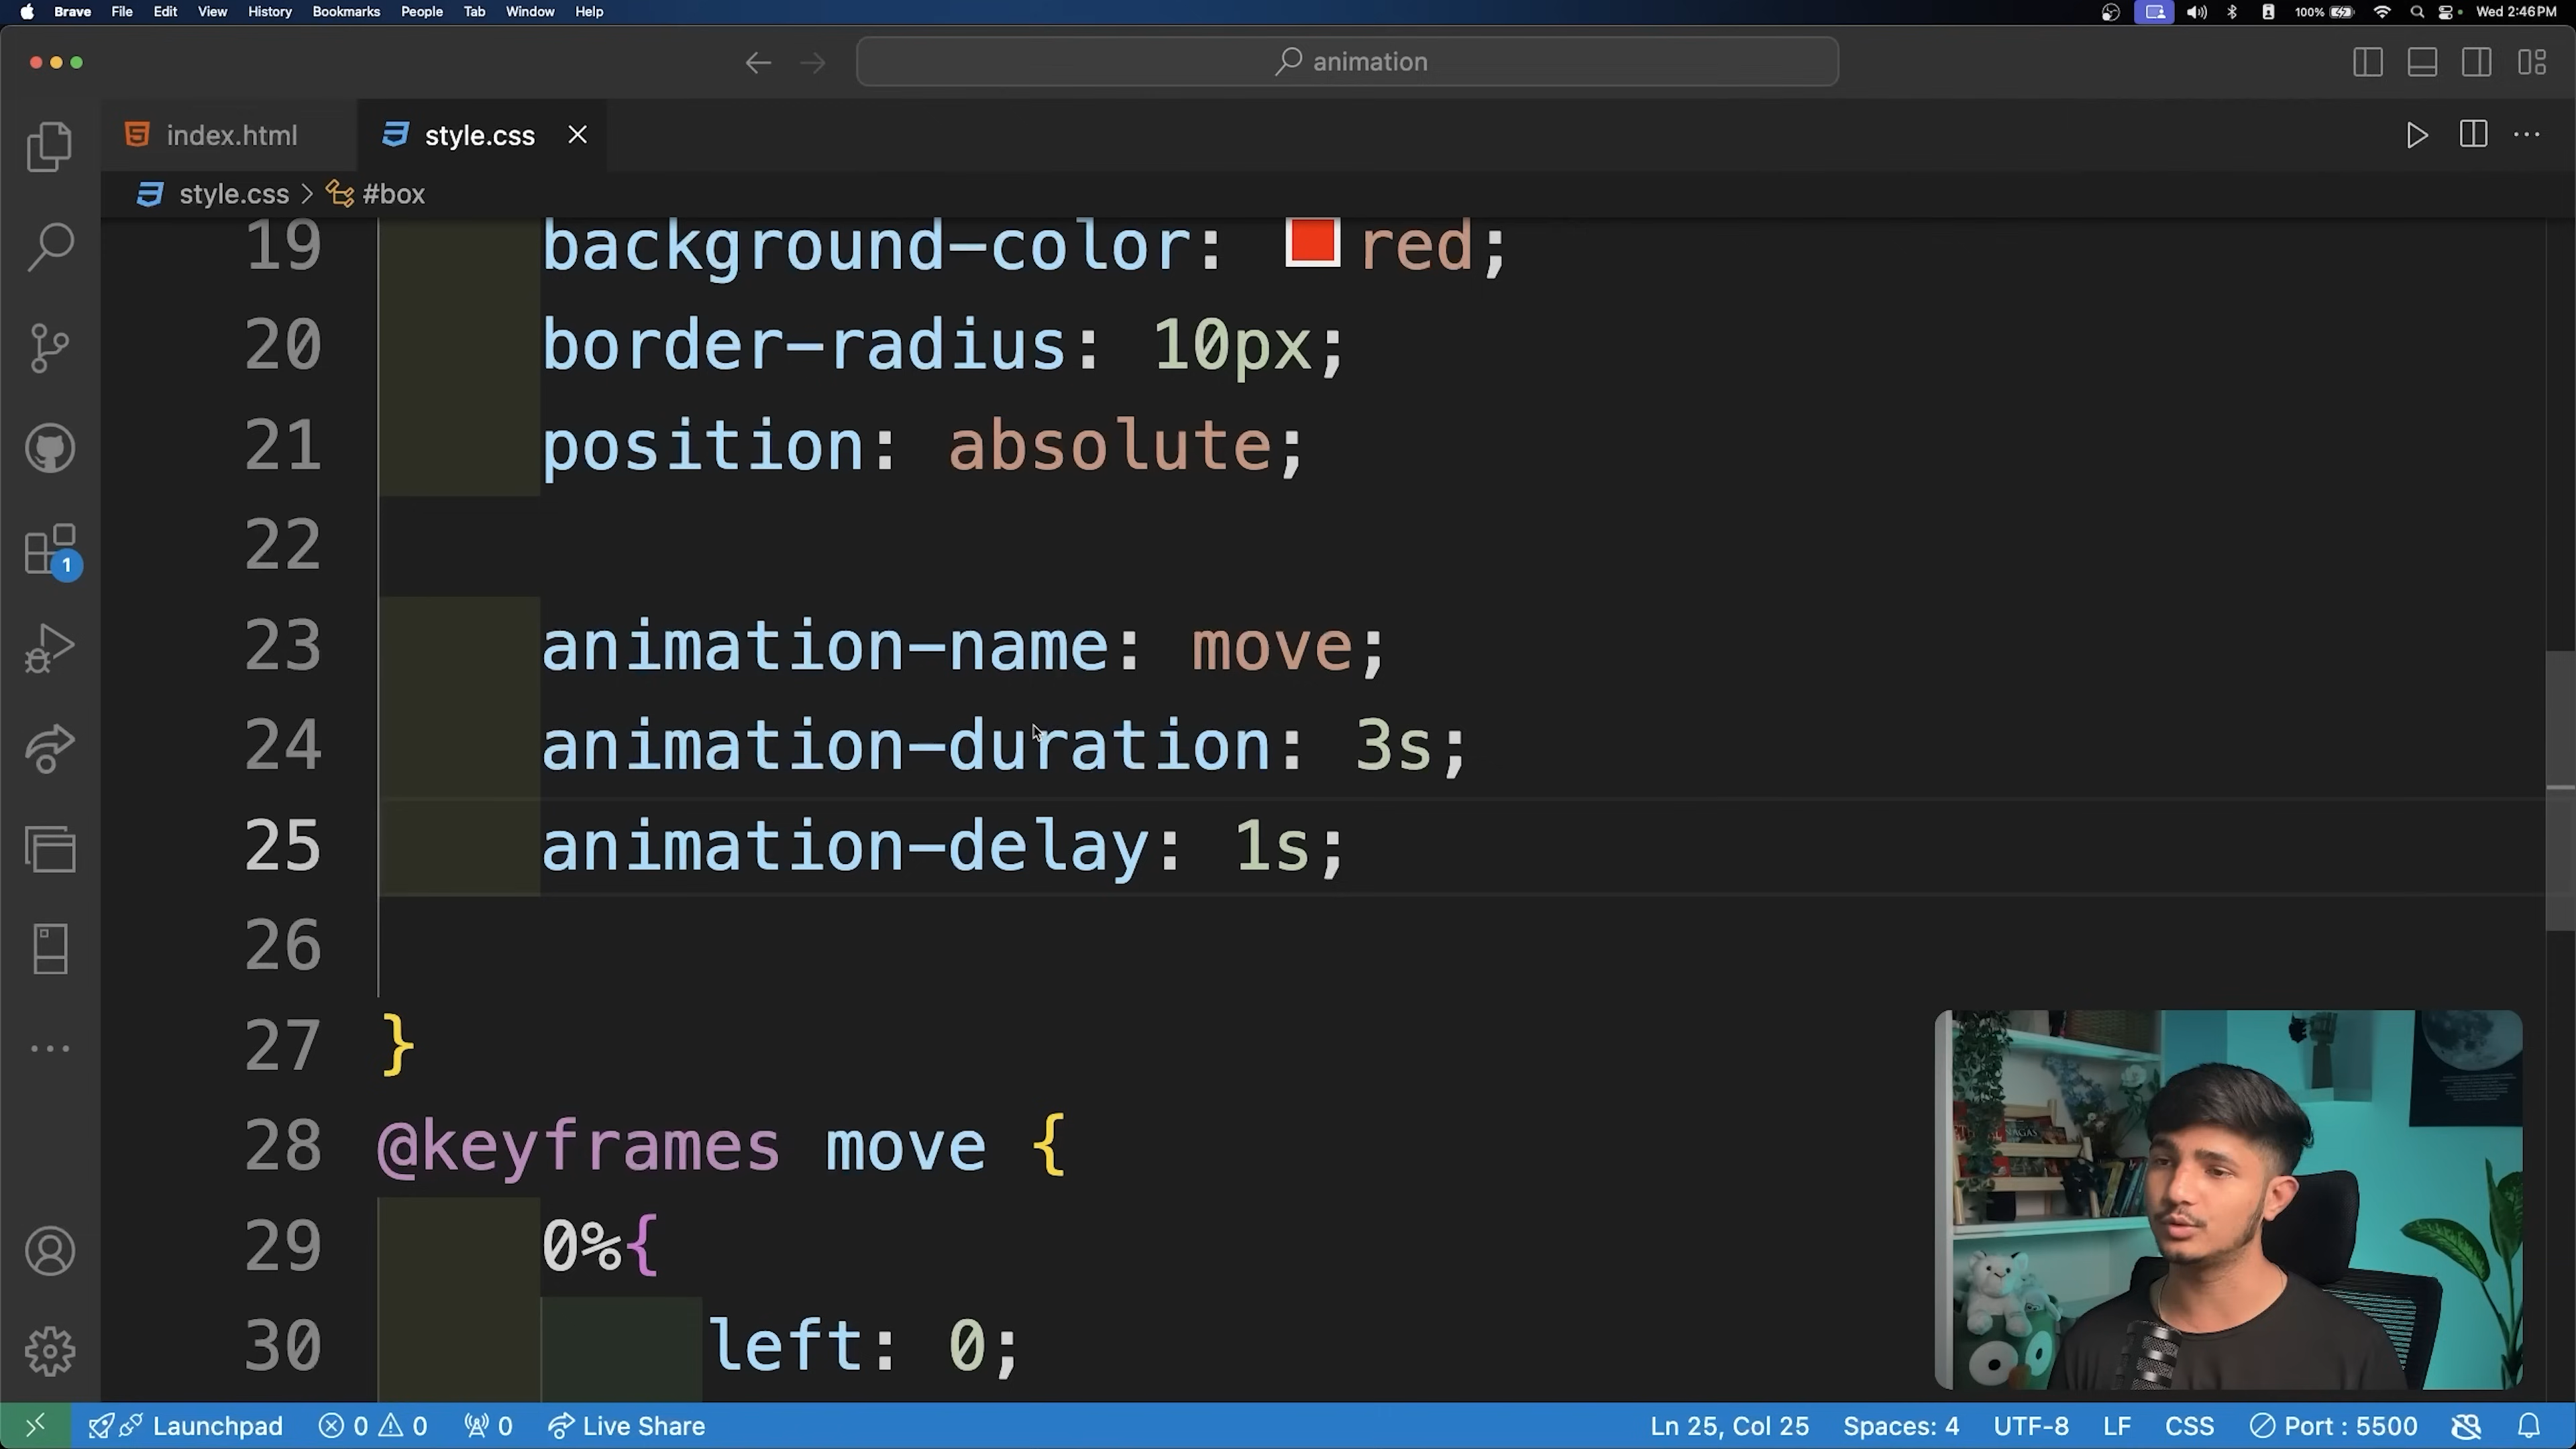 Brave File Edit View History Bookmarks People Tab Window Help 100% Wed 2:46PM
animation
index.html style.css
style.css > #box
19 background-color: red;
20 border-radius: 10px;
21 position: absolute;
22
23 animation-name: move;
24 animation-duration: 3s;
25 animation-delay: 1s;
26
27 }
28 @keyframes move {
29 0%{
30 left: 0;
1
Launchpad 0 0 0 Live Share Ln 25, Col 25 Spaces: 4 UTF-8 LF CSS Port : 5500